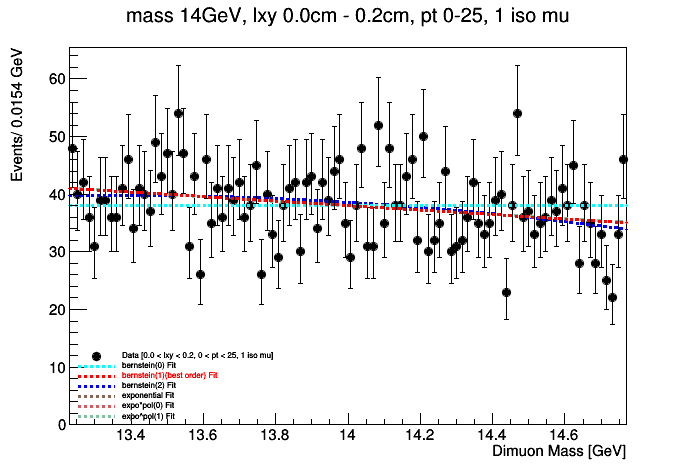 mass 14GeV, lxy 0.0cm - 0.2cm, pt 0-25, 1 iso mu
Events/ 0.0154 GeV
60
50
40
30
20
10
0
Data [0.0 < lxy < 0.2, 0 < pt < 25, 1 iso mu]
bernstein(0) Fit
bernstein(1)(best order) Fit
bernstein(2) Fit
exponential Fit
expo*pol(0) Fit
expo*pol(1) Fit
13.4 13.6 13.8 14 14.2 14.4 14.6
Dimuon Mass [GeV]